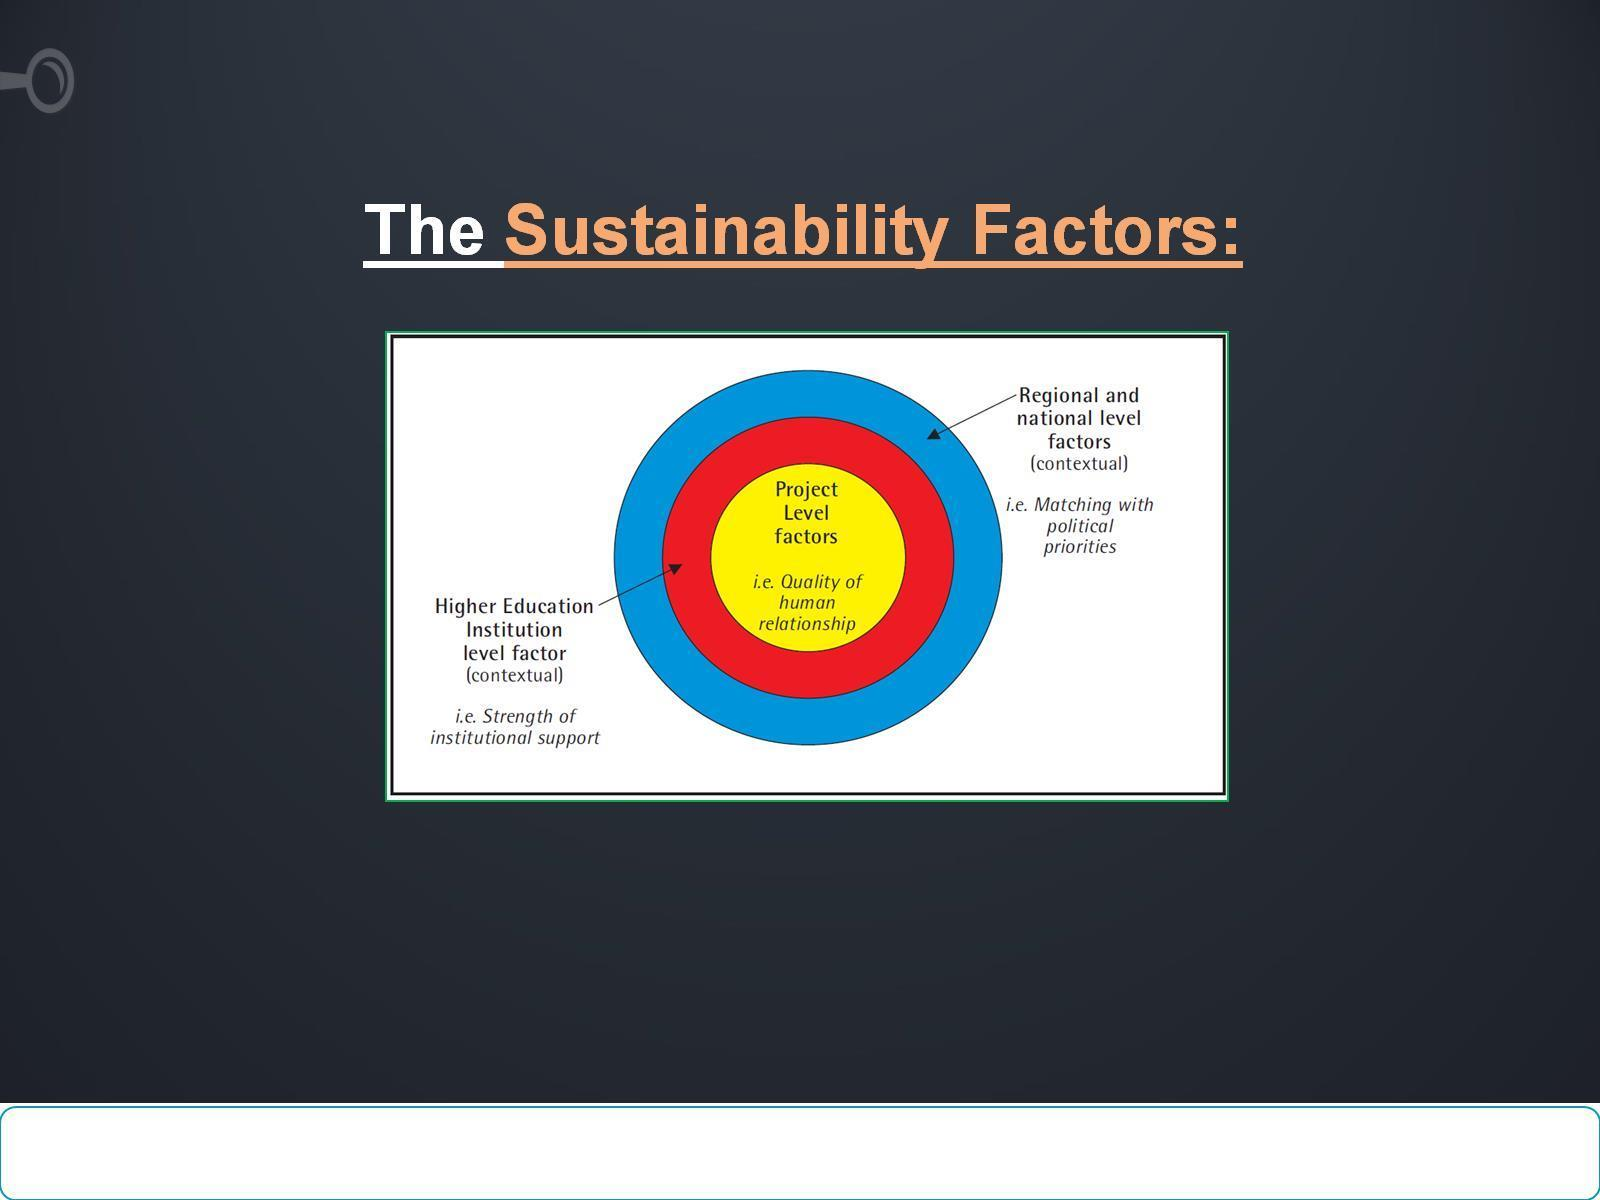 The Sustainability Factors:
Regional and
national level
factors
(contextual)
i.e. Matching with
political
priorities
Project
Level
factors
i.e. Quality of
human
relationship
Higher Education
Institution
level factor
(contextual)
i.e. Strength of
institutional support